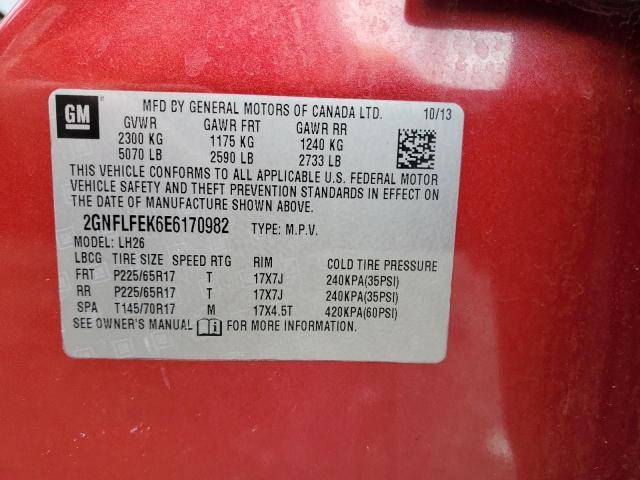 GM
MFD BY GENERAL MOTORS OF CANADA LTD. 10/13
GVWR GAWR FRT GAWR RR
2300 KG 1175 KG 1240 KG
5070 LB 2590 LB 2733 LB
THIS VEHICLE CONFORMS TO ALL APPLICABLE U.S. FEDERAL MOTOR
VEHICLE SAFETY AND THEFT PREVENTION STANDARDS IN EFFECT ON
THE DATE OF MANUFACTURE SHOWN ABOVE.
2GNFLFEK6E6170982 TYPE: M.P.V.
MODEL: LH26
LBCG TIRE SIZE SPEED RTG RIM COLD TIRE PRESSURE
FRT P225/65R17 T 17X7J 240KPA(35PSI)
RR P225/65R17 T 17X7J 240KPA(35PSI)
SPA T145/70R17 M 17X4.5T 420KPA(60PSI)
SEE OWNER'S MANUAL FOR MORE INFORMATION.